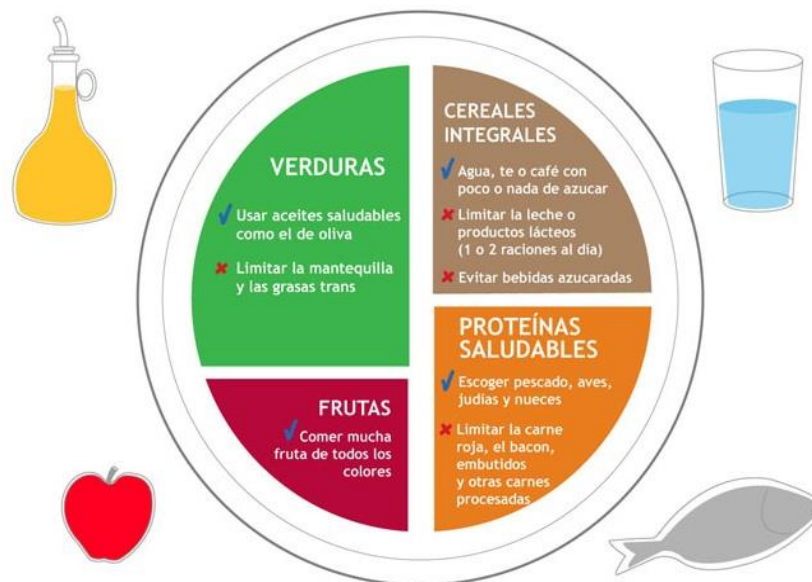 VERDURAS
Usar aceites saludables
como el de oliva
Limitar la mantequilla
y las grasas trans
CEREALES
INTEGRALES
Agua, te o café con
poco o nada de azucar
Limitar la leche o
productos lácteos
(1 o 2 raciones al dia)
Evitar bebidas azucaradas
FRUTAS
Comer mucha
fruta de todos los
colores
PROTEÍNAS
SALUDABLES
Escoger pescado, aves,
judías y nueces
Limitar la carne
roja, el bacon,
embutidos
y otras carnes
procesadas